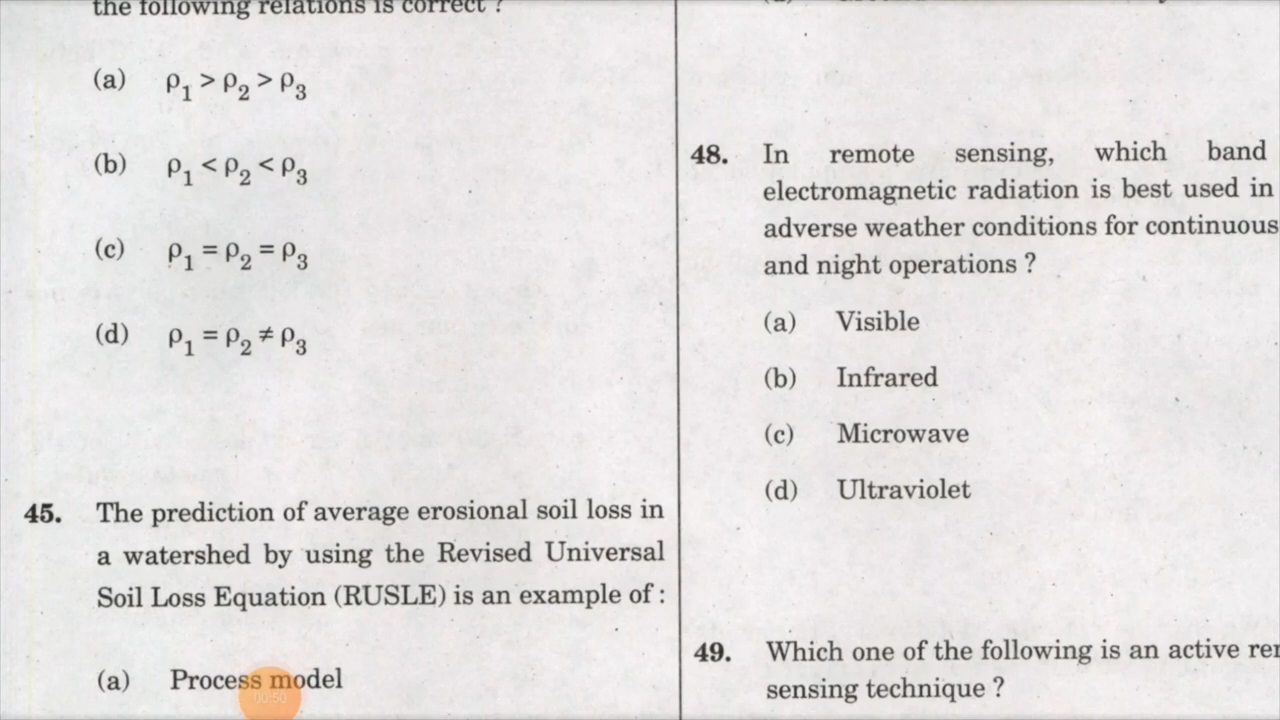 the following relations is correct ?
(a) ρ1 > ρ2 > ρ3
(b) ρ1 < ρ2 < ρ3
(c) ρ1 = ρ2 = ρ3
(d) ρ1 = ρ2 ≠ ρ3
45. The prediction of average erosional soil loss in
a watershed by using the Revised Universal
Soil Loss Equation (RUSLE) is an example of :
(a) Process model
00:50
48. In remote sensing, which band
electromagnetic radiation is best used in
adverse weather conditions for continuous
and night operations ?
(a) Visible
(b) Infrared
(c) Microwave
(d) Ultraviolet
49. Which one of the following is an active
sensing technique ?